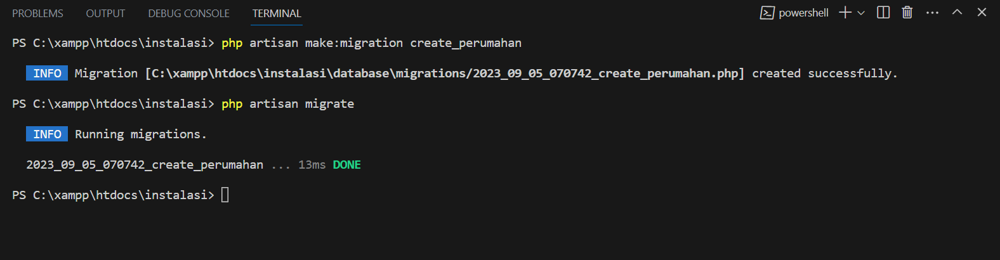 PROBLEMS OUTPUT DEBUG CONSOLE TERMINAL powershell
PS C:\xampp\htdocs\instalasi> php artisan make:migration create_perumahan
INFO Migration [C:\xampp\htdocs\instalasi\database\migrations/2023_09_05_070742_create_perumahan.php] created successfully.
PS C:\xampp\htdocs\instalasi> php artisan migrate
INFO Running migrations.
2023_09_05_070742_create_perumahan ... 13ms DONE
PS C:\xampp\htdocs\instalasi>